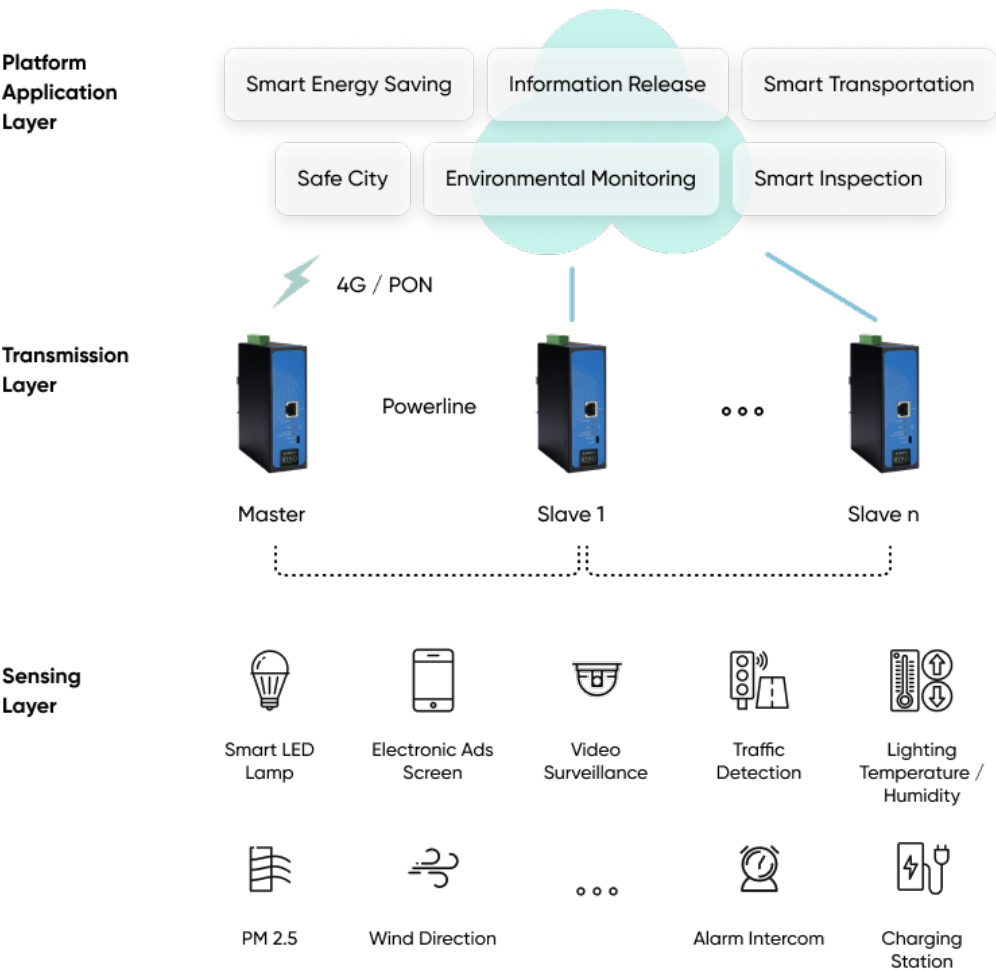 Platform
Application
Layer
Smart Energy Saving
Information Release
Smart Transportation
Safe City
Environmental Monitoring
Smart Inspection
4G / PON
Transmission
Layer
Powerline
Master
Slave 1
Slave n
Sensing
Layer
Smart LED
Lamp
Electronic Ads
Screen
Video
Surveillance
Traffic
Detection
Lighting
Temperature /
Humidity
PM 2.5
Wind Direction
Alarm Intercom
Charging
Station